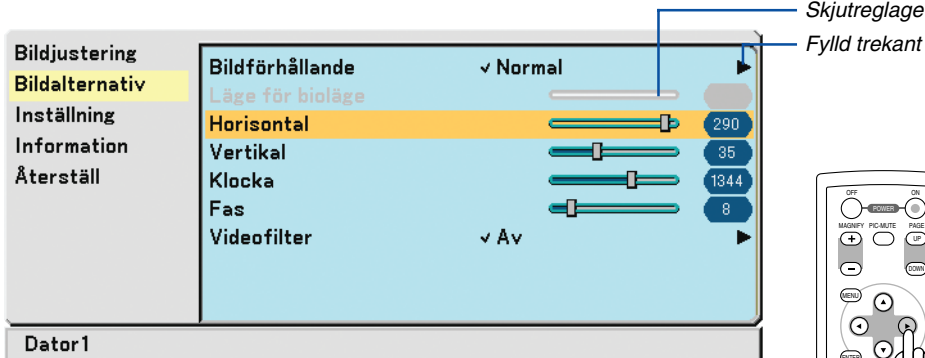 Skjutreglage
Fylld trekant
Bildjustering
Bildalternativ
Inställning
Information
Återställ
Bildförhållande ✓ Normal ▶
Läge för bioläge
Horisontal 290
Vertikal 35
Klocka 1344
Fas 8
Videofilter ✓ Av ▶
Dator1
OFF ON
POWER
MAGNIFY PIC-MUTE PAGE
+ UP
− DOWN
MENU
ENTER